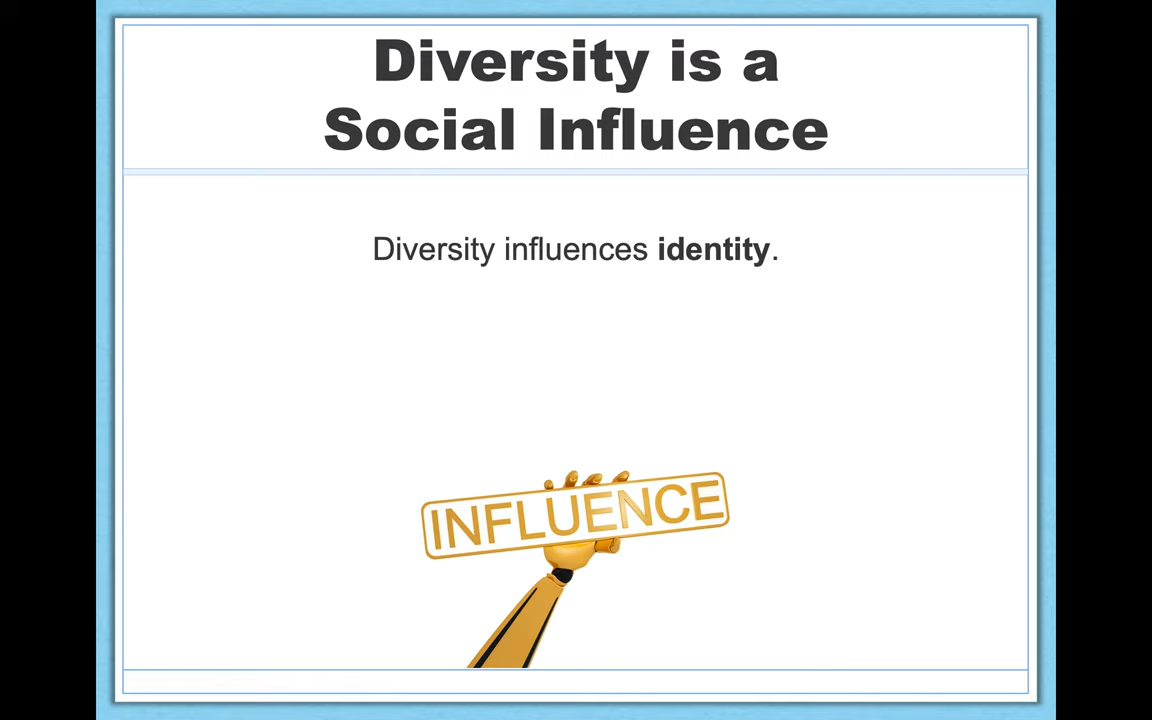 Diversity is a
Social Influence
Diversity influences identity.
INFLUENCE